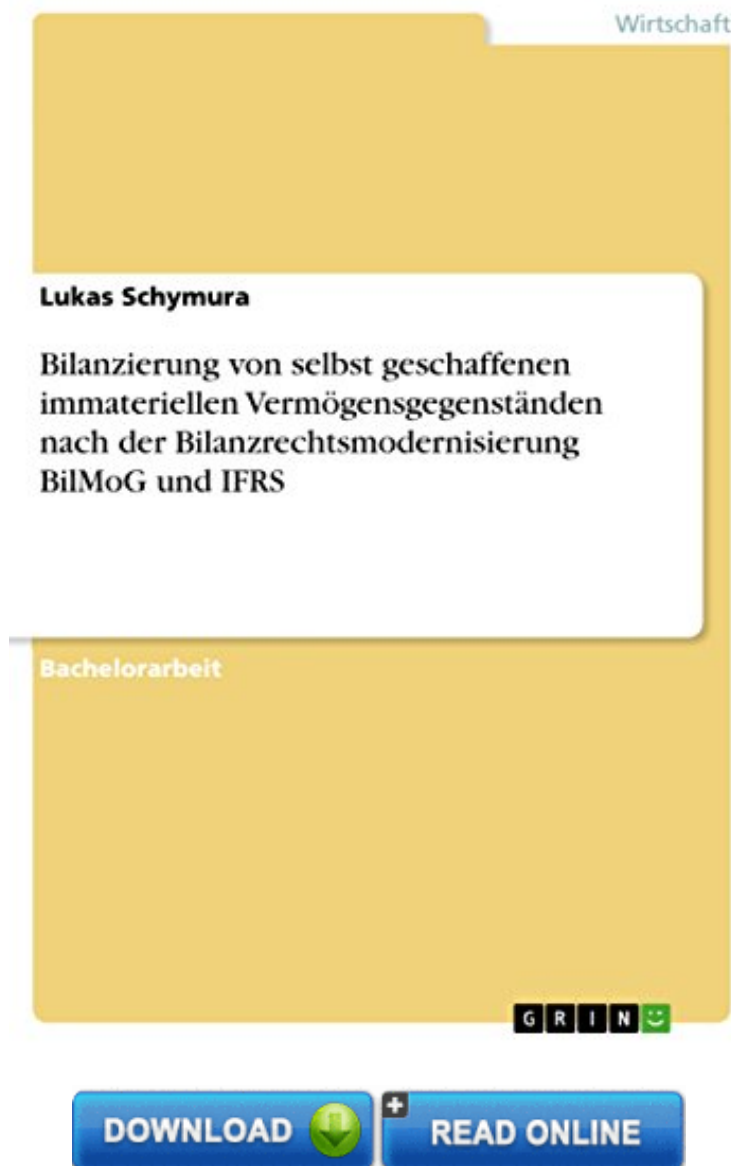 Wirtschaft
Lukas Schymura
Bilanzierung von selbst geschaffenen
immateriellen Vermögensgegenständen
nach der Bilanzrechtsmodernisierung
BilMoG und IFRS
Bachelorarbeit
GRIN
DOWNLOAD
READ ONLINE